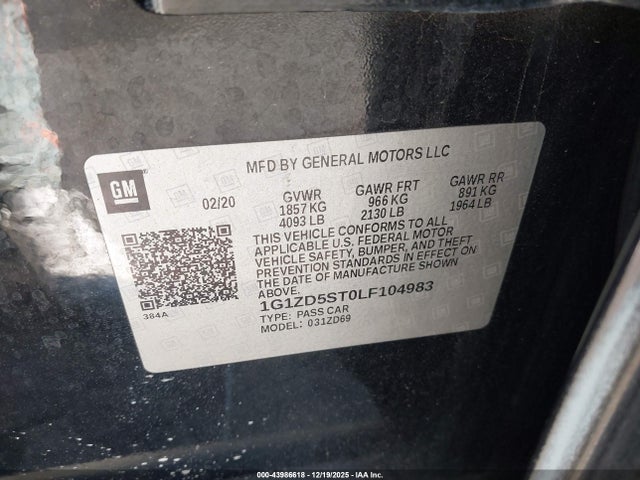 MFD BY GENERAL MOTORS LLC
GM
02/20
GVWR
1857 KG
4093 LB
GAWR FRT
966 KG
2130 LB
GAWR RR
891 KG
1964 LB
THIS VEHICLE CONFORMS TO ALL
APPLICABLE U.S. FEDERAL MOTOR
VEHICLE SAFETY, BUMPER, AND THEFT
PREVENTION STANDARDS IN EFFECT
ON THE DATE OF MANUFACTURE SHOWN
ABOVE.
1G1ZD5ST0LF104983
TYPE: PASS CAR
MODEL: 031ZD69
384A
00-43986618 - 12/19/2025 - IAA Inc.